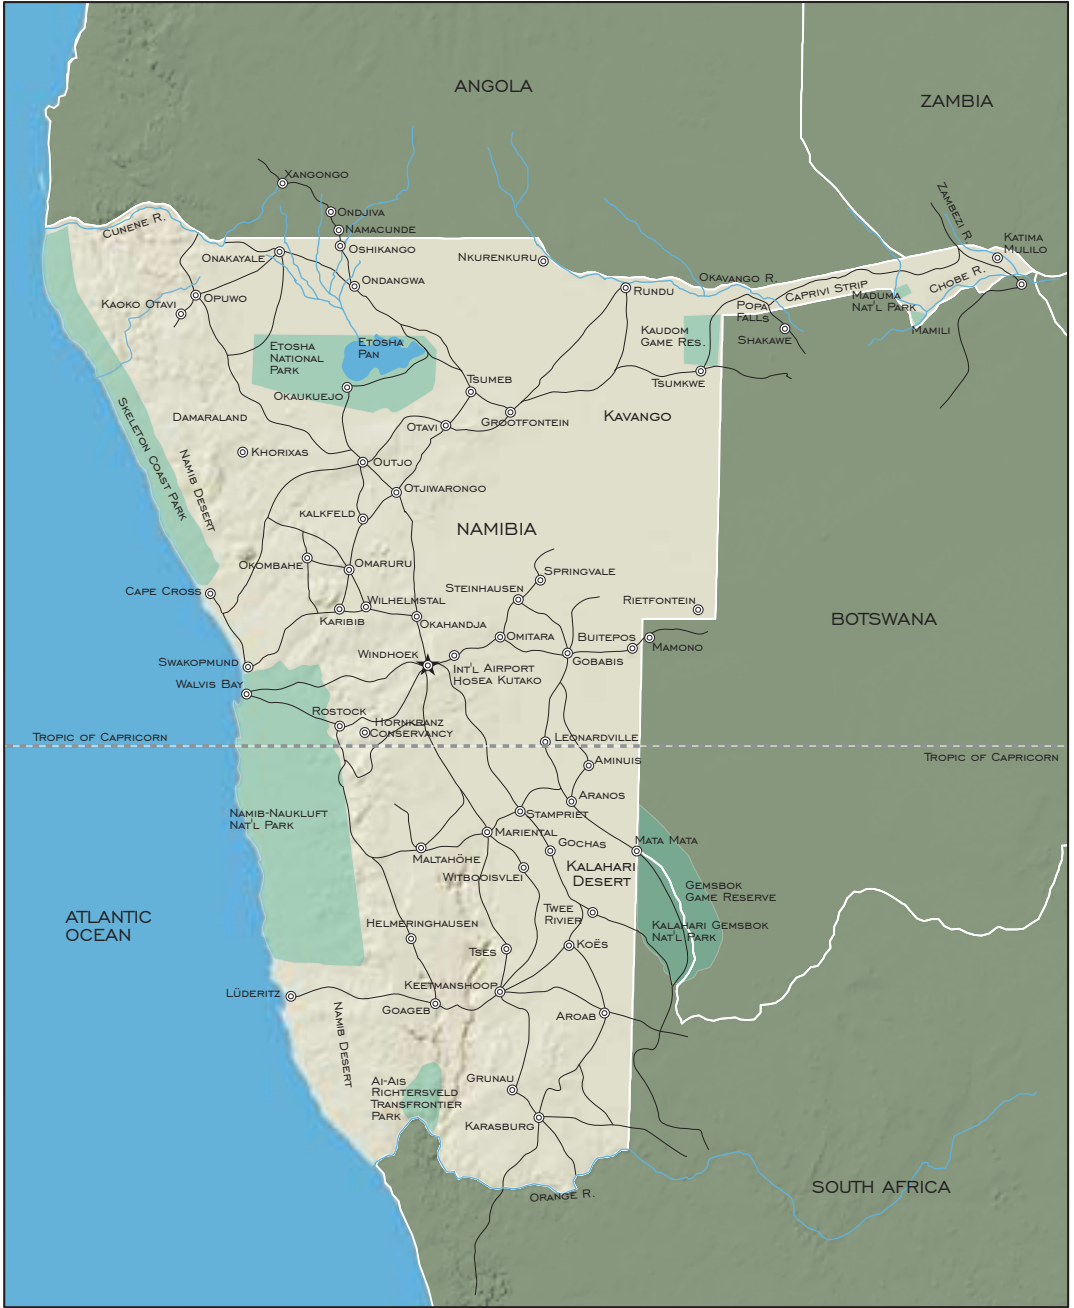 ANGOLA
ZAMBIA
Xangongo
Ondjiva
Namacunde
Oshikango
Cunene R.
Zambezi R.
Katima
Mulilo
Onakayale
Nkurenkuru
Ondangwa
Okavango R.
Chobe R.
Rundu
Caprivi Strip
Kaoko Otavi
Opuwo
Popa
Falls
Maduma
Nat'l Park
Mamili
Shakawe
Kaudom
Game Res.
Etosha
National
Park
Etosha
Pan
Tsumkwe
Tsumeb
Okaukuejo
Skeleton Coast Park
Damaraland
Otavi
Grootfontein
Kavango
Khorixas
Namib Desert
Outjo
Otjiwarongo
Kalkfeld
NAMIBIA
Okombahe
Omaruru
Springvale
Steinhausen
Cape Cross
Wilhelmstal
Rietfontein
Karibib
Okahandja
BOTSWANA
Omitara
Buitepos
Mamono
Swakopmund
Windhoek
Int'l Airport
Hosea Kutako
Gobabis
Walvis Bay
Rostock
Hornkranz
Conservancy
Tropic of Capricorn
Leonardville
Tropic of Capricorn
Aminuis
Aranos
Namib-Naukluft
Nat'l Park
Stampriet
Mariental
Gochas
Mata Mata
Maltahöhe
Witbooisvlei
Kalahari
Desert
Gemsbok
Game Reserve
ATLANTIC
OCEAN
Helmeringhausen
Twee
Rivier
Kalahari Gemsbok
Nat'l Park
Tses
Koës
Keetmanshoop
Lüderitz
Goageb
Aroab
Namib Desert
Ai-Ais
Richtersveld
Transfrontier
Park
Grunau
Karasburg
Orange R.
SOUTH AFRICA